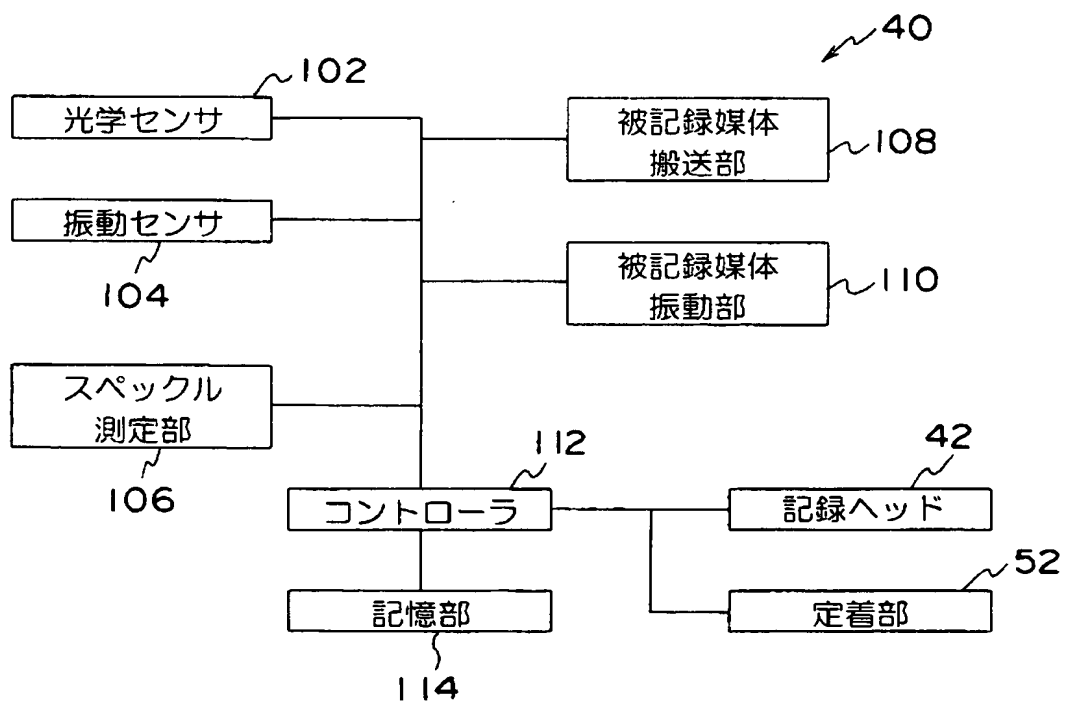 40
102
光学センサ
被記録媒体
搬送部
108
振動センサ
104
被記録媒体
振動部
110
スペックル
測定部
106
112
コントローラ
42
記録ヘッド
52
記憶部
定着部
114